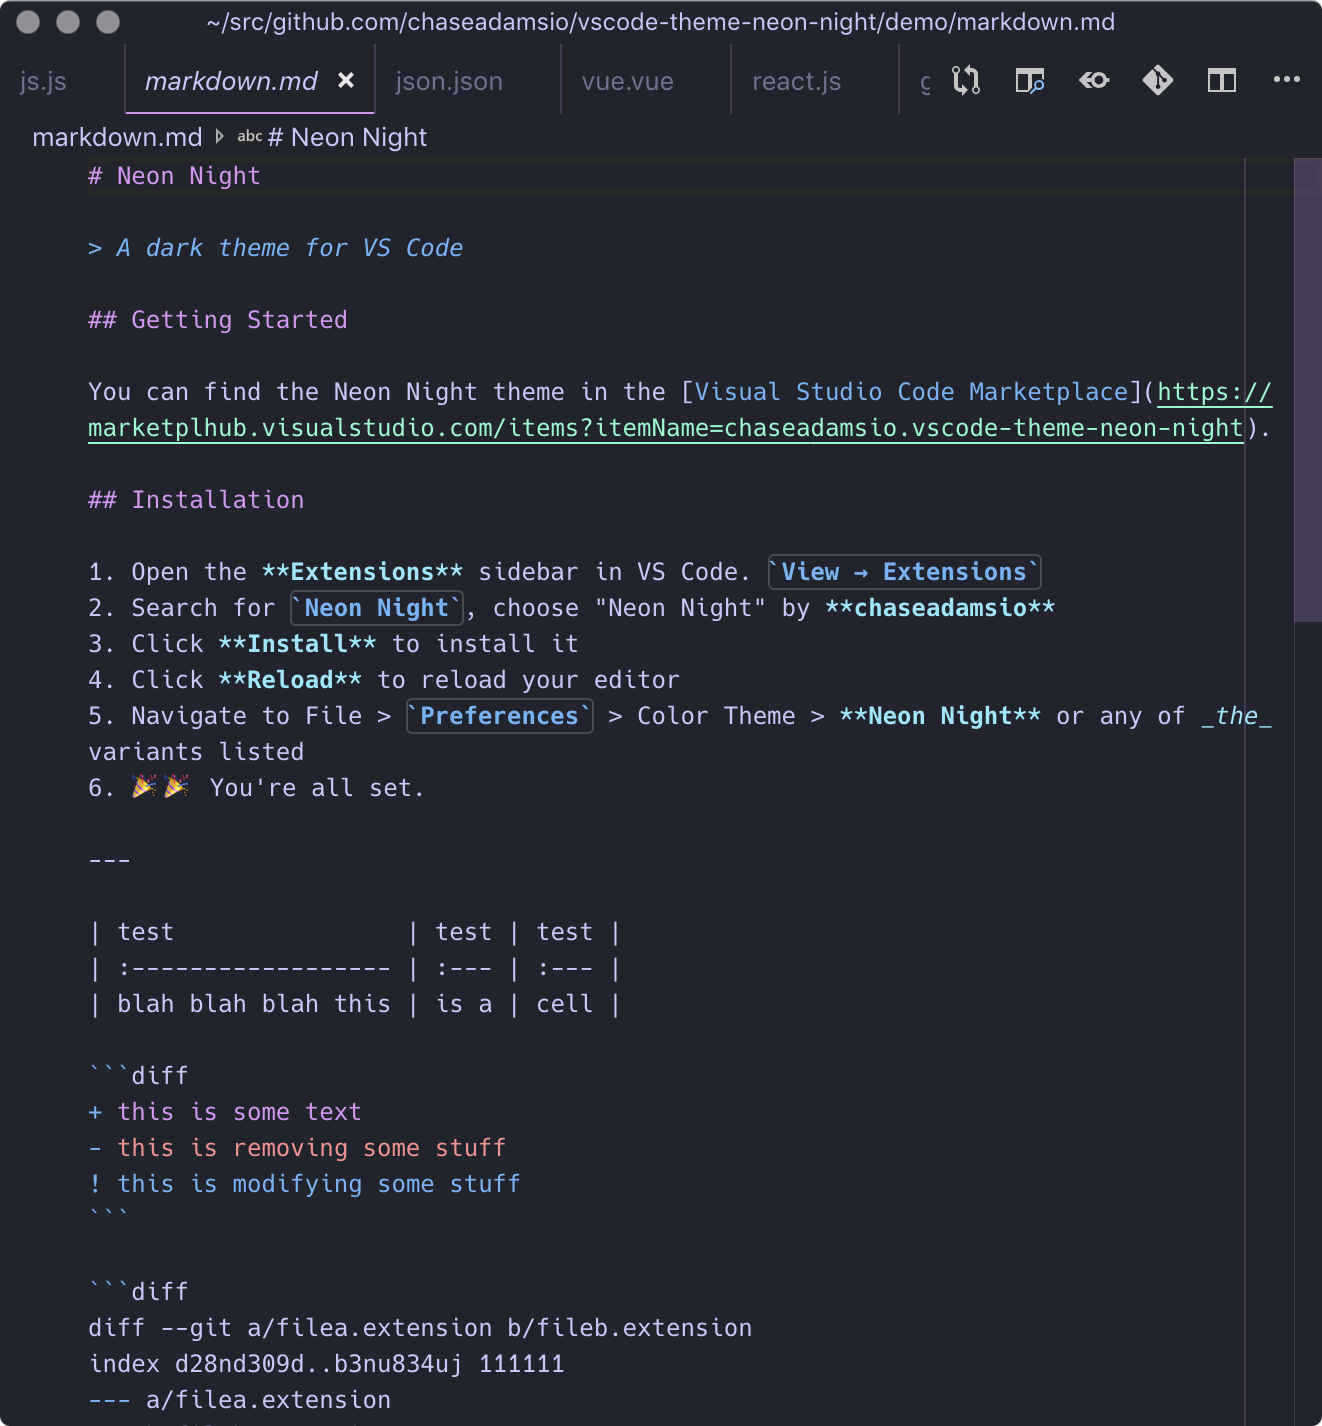 ~/src/github.com/chaseadamsio/vscode-theme-neon-night/demo/markdown.md
js.js markdown.md × json.json vue.vue react.js
markdown.md abc # Neon Night
# Neon Night
> A dark theme for VS Code
## Getting Started
You can find the Neon Night theme in the [Visual Studio Code Marketplace](https://
marketplhub.visualstudio.com/items?itemName=chaseadamsio.vscode-theme-neon-night).
## Installation
1. Open the **Extensions** sidebar in VS Code. `View → Extensions`
2. Search for `Neon Night`, choose "Neon Night" by **chaseadamsio**
3. Click **Install** to install it
4. Click **Reload** to reload your editor
5. Navigate to File > `Preferences` > Color Theme > **Neon Night** or any of _the_
variants listed
6. 🎉🎉 You're all set.
---
| test                | test | test |
| :------------------ | :--- | :--- |
| blah blah blah this | is a | cell |
```diff
+ this is some text
- this is removing some stuff
! this is modifying some stuff
```
```diff
diff --git a/filea.extension b/fileb.extension
index d28nd309d..b3nu834uj 111111
--- a/filea.extension